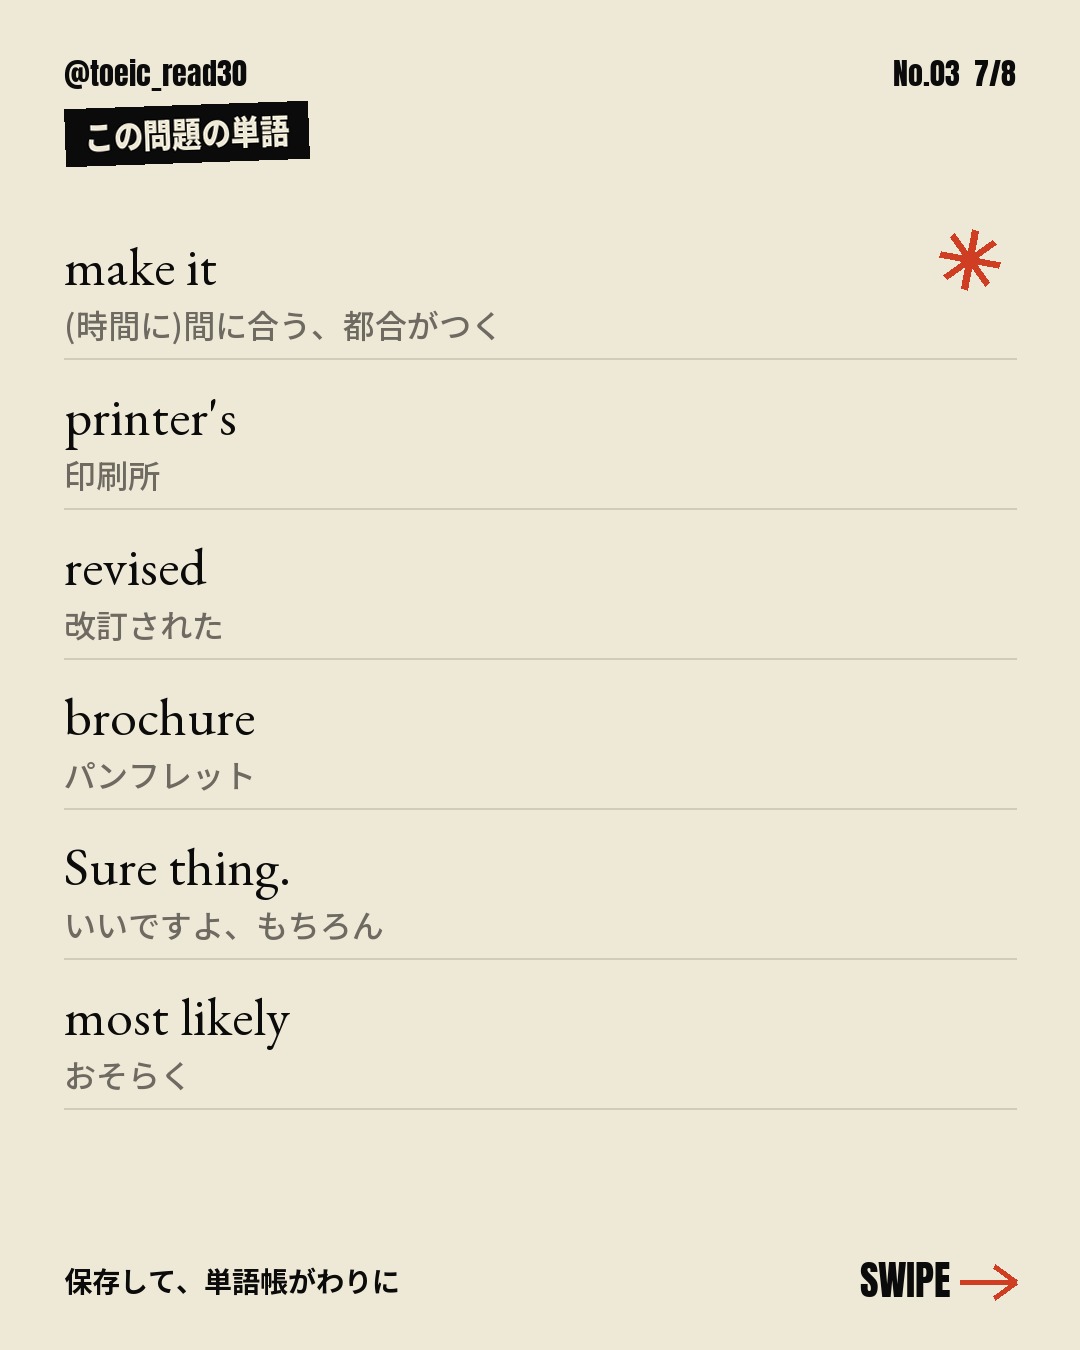 @toeic_read30
No.03 7/8
この問題の単語
make it
(時間に)間に合う、都合がつく
printer's
印刷所
revised
改訂された
brochure
パンフレット
Sure thing.
いいですよ、もちろん
most likely
おそらく
保存して、単語帳がわりに
SWIPE